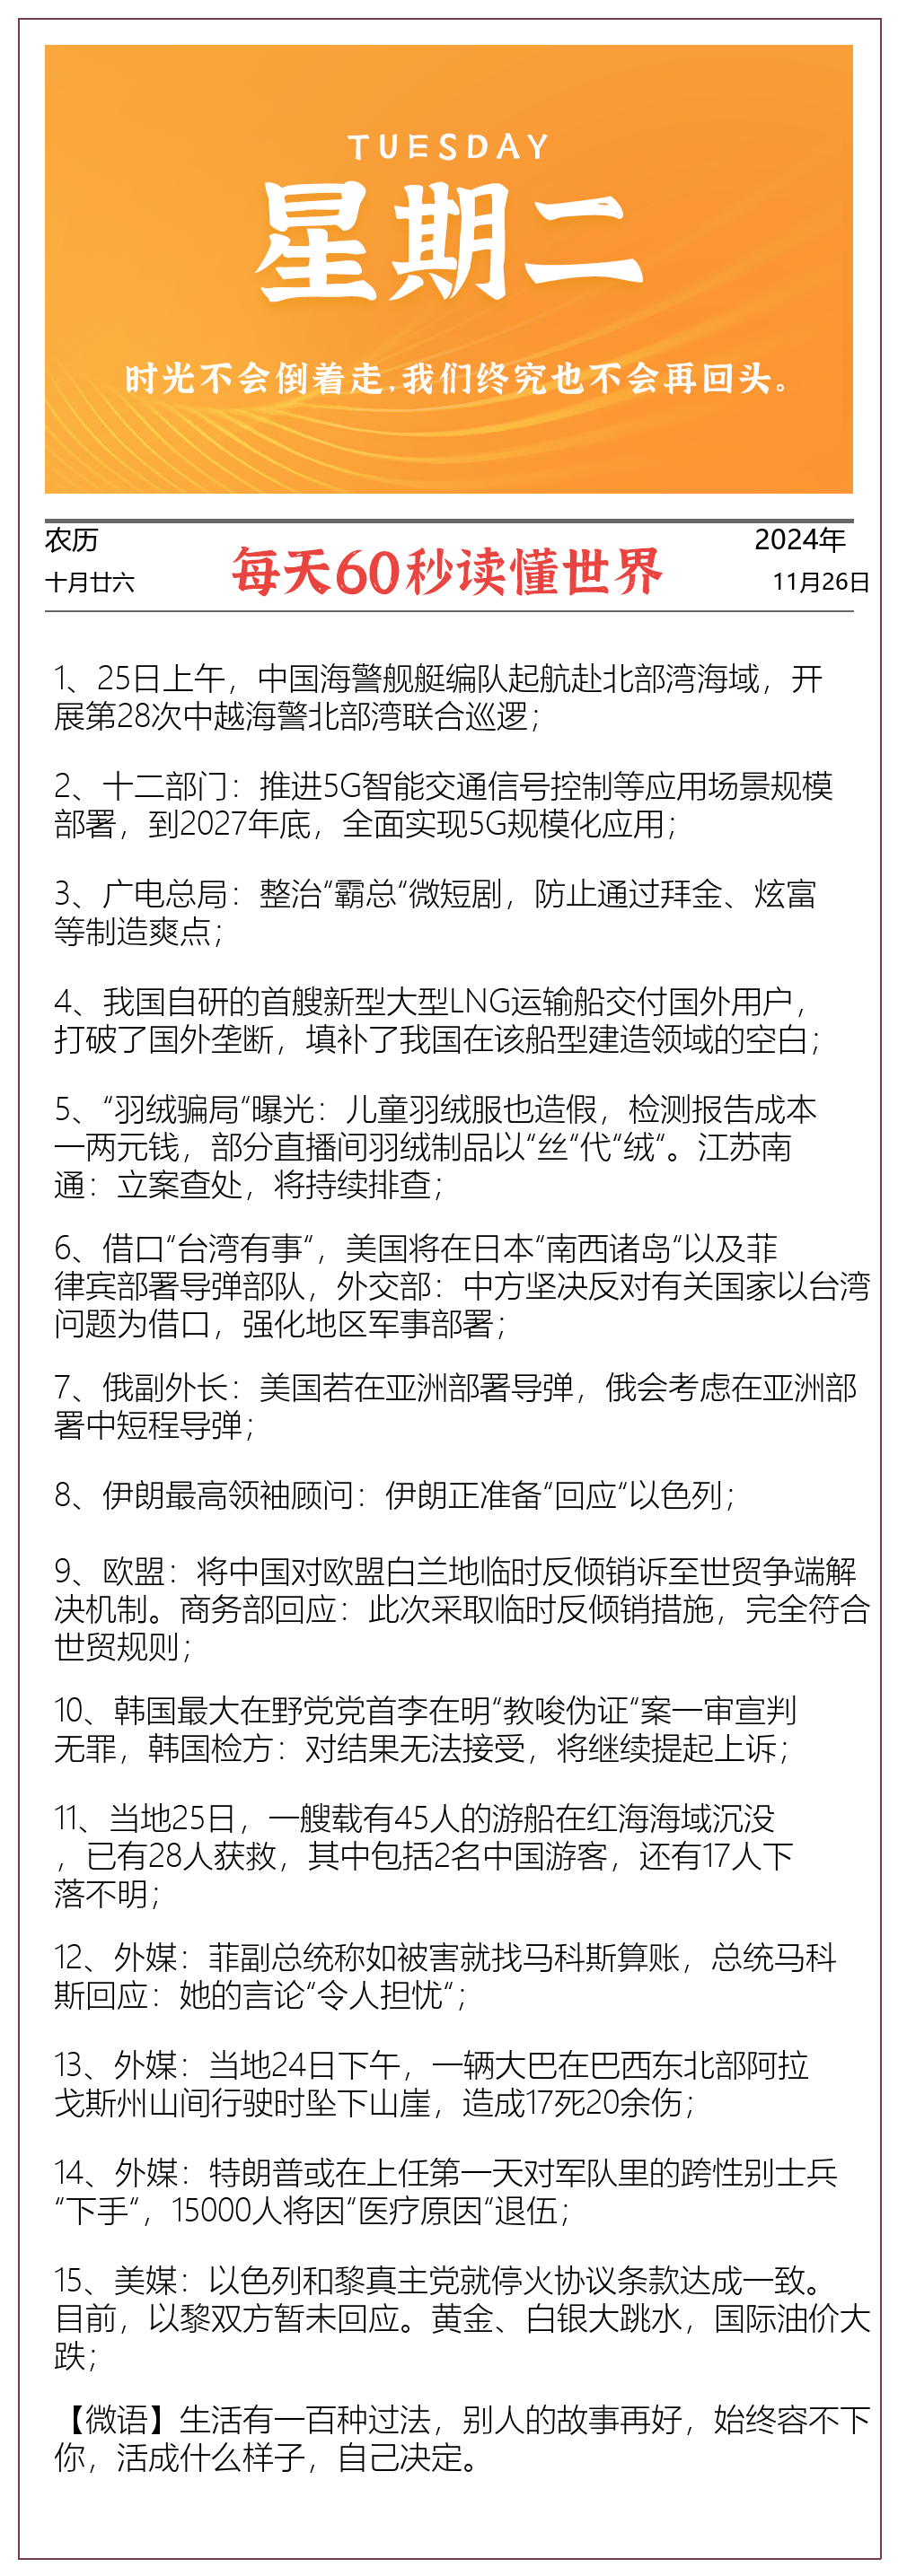 TUESDAY
星期二
时光不会倒着走,我们终究也不会再回头。
农历
十月廿六
每天60秒读懂世界
2024年
11月26日
1、25日上午，中国海警舰艇编队起航赴北部湾海域，开
展第28次中越海警北部湾联合巡逻；
2、十二部门：推进5G智能交通信号控制等应用场景规模
部署，到2027年底，全面实现5G规模化应用；
3、广电总局：整治“霸总“微短剧，防止通过拜金、炫富
等制造爽点；
4、我国自研的首艘新型大型LNG运输船交付国外用户，
打破了国外垄断，填补了我国在该船型建造领域的空白；
5、“羽绒骗局“曝光：儿童羽绒服也造假，检测报告成本
一两元钱，部分直播间羽绒制品以“丝“代“绒”。江苏南
通：立案查处，将持续排查；
6、借口“台湾有事“，美国将在日本“南西诸岛“以及菲
律宾部署导弹部队，外交部：中方坚决反对有关国家以台湾
问题为借口，强化地区军事部署；
7、俄副外长：美国若在亚洲部署导弹，俄会考虑在亚洲部
署中短程导弹；
8、伊朗最高领袖顾问：伊朗正准备“回应“以色列；
9、欧盟：将中国对欧盟白兰地临时反倾销诉至世贸争端解
决机制。商务部回应：此次采取临时反倾销措施，完全符合
世贸规则；
10、韩国最大在野党党首李在明“教唆伪证“案一审宣判
无罪，韩国检方：对结果无法接受，将继续提起上诉；
11、当地25日，一艘载有45人的游船在红海海域沉没
，已有28人获救，其中包括2名中国游客，还有17人下
落不明；
12、外媒：菲副总统称如被害就找马科斯算账，总统马科
斯回应：她的言论“令人担忧“；
13、外媒：当地24日下午，一辆大巴在巴西东北部阿拉
戈斯州山间行驶时坠下山崖，造成17死20余伤；
14、外媒：特朗普或在上任第一天对军队里的跨性别士兵
“下手“，15000人将因“医疗原因“退伍；
15、美媒：以色列和黎真主党就停火协议条款达成一致。
目前，以黎双方暂未回应。黄金、白银大跳水，国际油价大
跌；
【微语】生活有一百种过法，别人的故事再好，始终容不下
你，活成什么样子，自己决定。